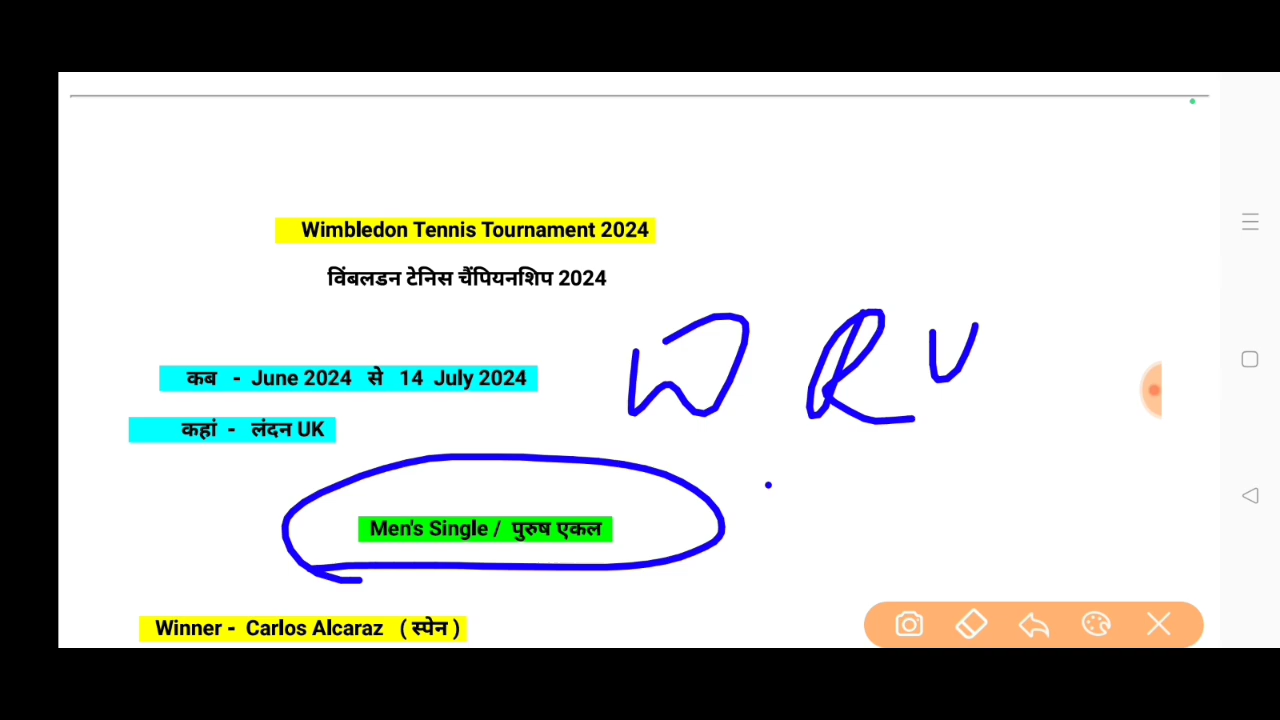 Wimbledon Tennis Tournament 2024
विंबलडन टेनिस चैंपियनशिप 2024
W R U
कब - June 2024 से 14 July 2024
कहां - लंदन UK
Men's Single / पुरुष एकल
Winner - Carlos Alcaraz ( स्पेन )